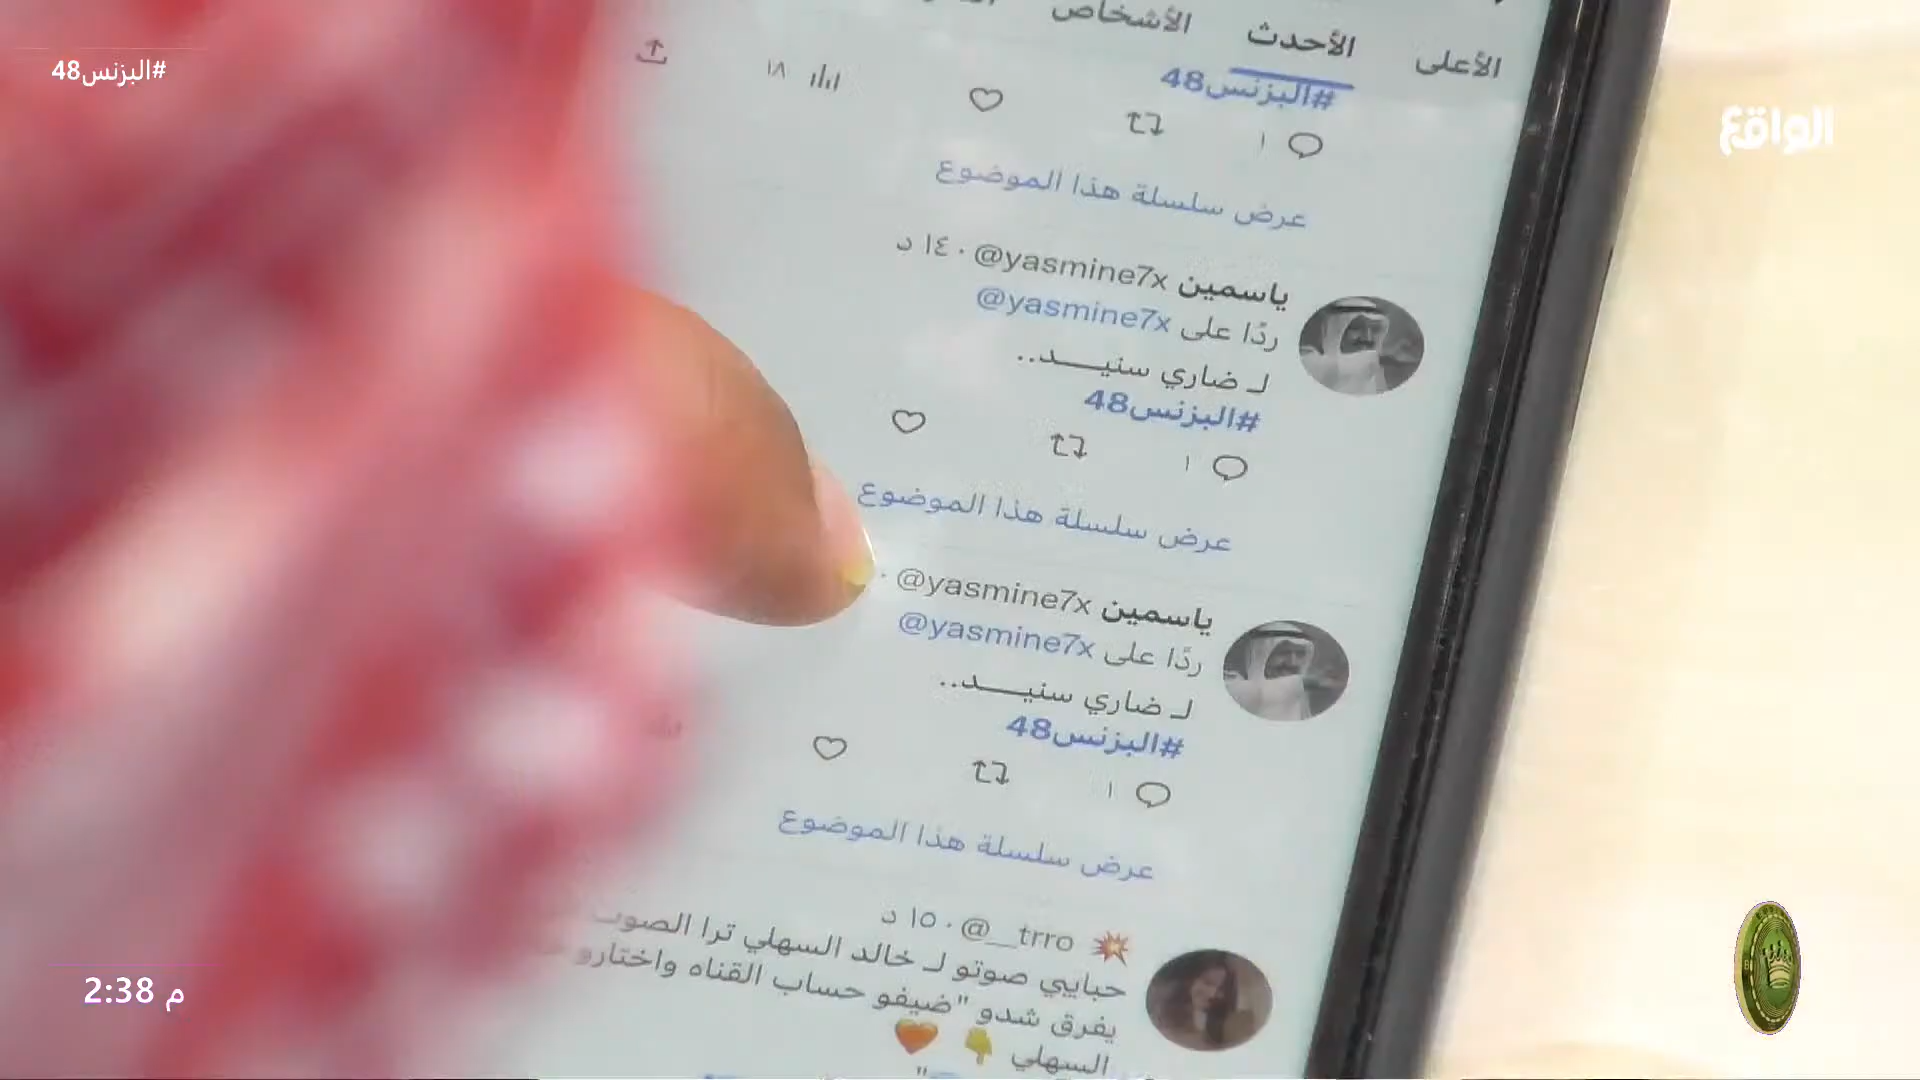 #البزنس48
الواقع
الأعلى الأحدث الأشخاص
#البزنس48
١ ١٨
عرض سلسلة هذا الموضوع
ياسمين @yasmine7x · ١٤ د
ردًا على @yasmine7x
لـ ضاري سنيـــد..
#البزنس48
١
عرض سلسلة هذا الموضوع
ياسمين @yasmine7x ·
ردًا على @yasmine7x
لـ ضاري سنيـــد..
#البزنس48
١
عرض سلسلة هذا الموضوع
💥 @__trro · ١٥ د
حبايبي صوتو لـ خالد السهلي ترا الصوت
يفرق شدو "ضيفو حساب القناه واختارو
السهلي 👇 🧡
"
2:38 م